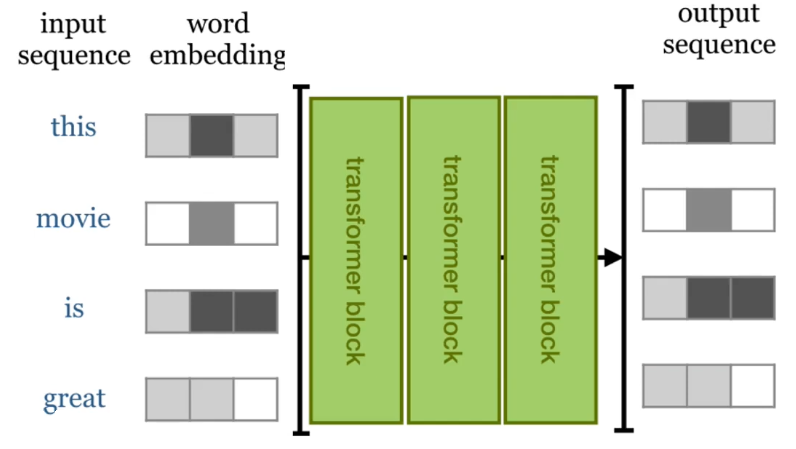 input
sequence
word
embedding
output
sequence
this
movie
is
great
transformer block
transformer block
transformer block